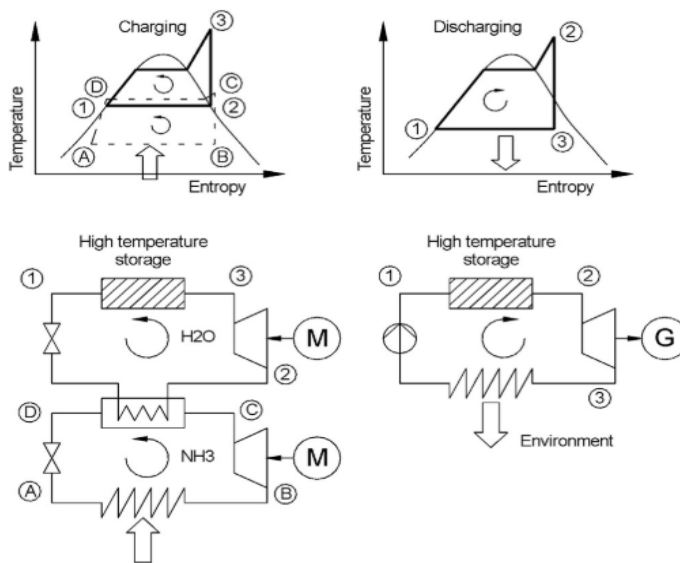 Charging
Temperature
Entropy
③
Ⓓ
Ⓒ
①
②
Ⓐ
Ⓑ
Discharging
Temperature
Entropy
②
①
③
High temperature
storage
①
③
H2O
M
②
Ⓓ
Ⓒ
NH3
M
Ⓐ
Ⓑ
High temperature
storage
①
②
G
③
Environment